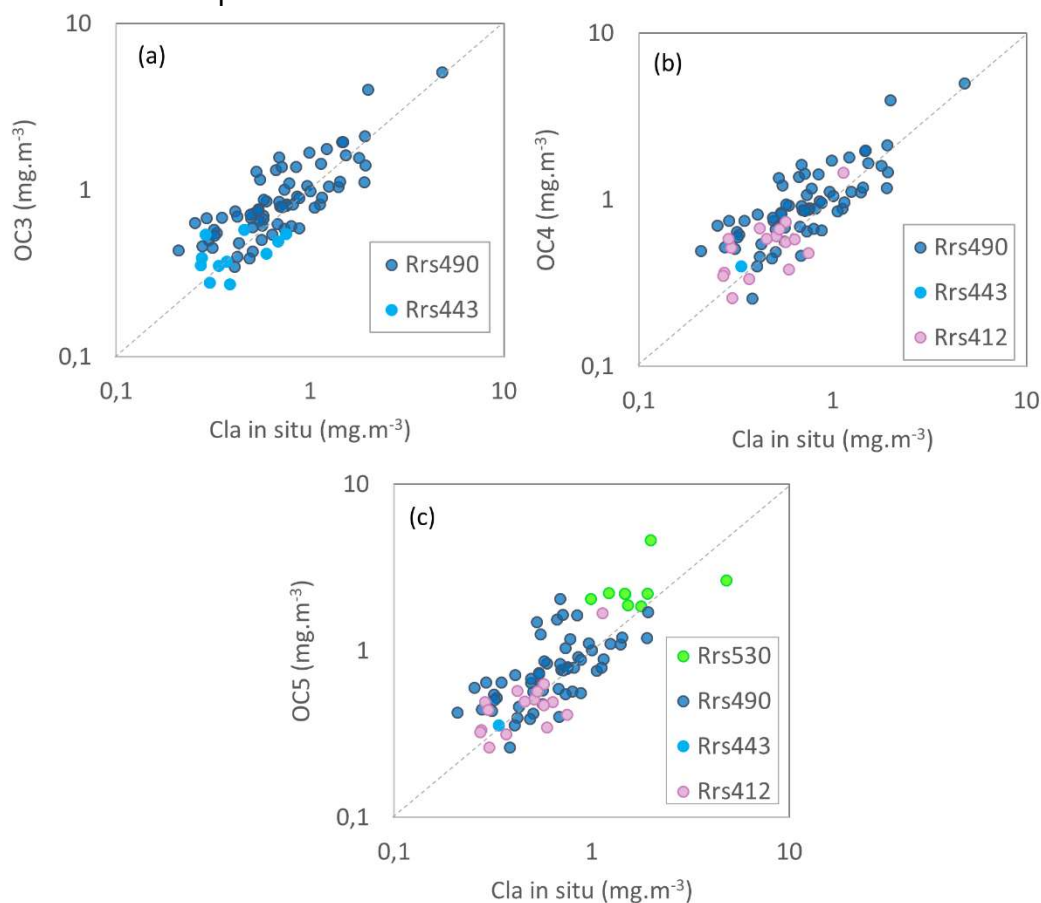 (a)
10
1
0,1
OC3 (mg.m-3)
Rrs490
Rrs443
0,1 1 10
Cla in situ (mg.m-3)
(b)
10
1
0,1
OC4 (mg.m-3)
Rrs490
Rrs443
Rrs412
0,1 1 10
Cla in situ (mg.m-3)
(c)
10
1
0,1
OC5 (mg.m-3)
Rrs530
Rrs490
Rrs443
Rrs412
0,1 1 10
Cla in situ (mg.m-3)